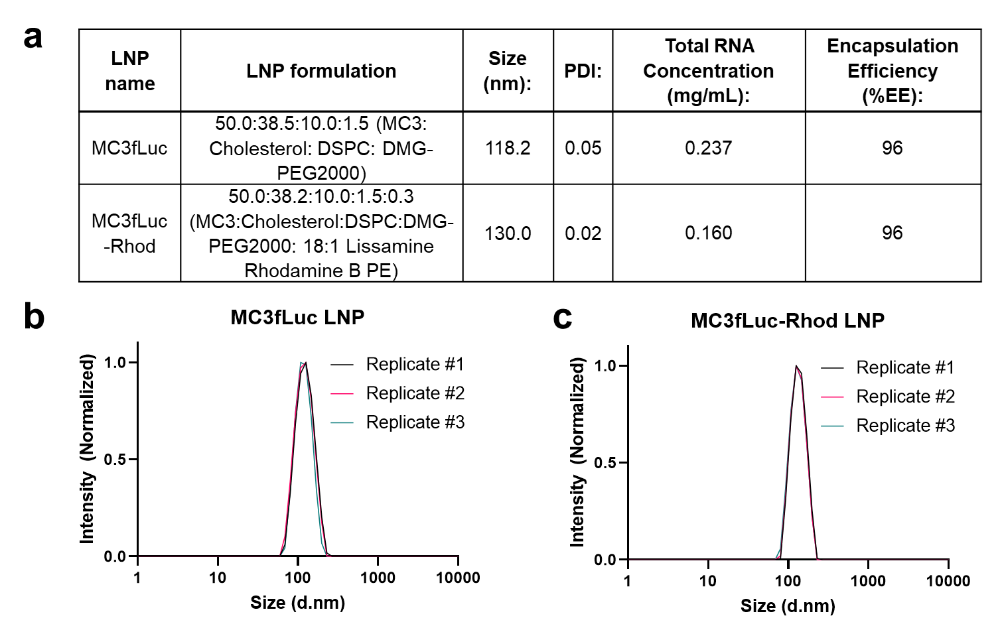 a
LNP
name
LNP formulation
Size
(nm):
PDI:
Total RNA
Concentration
(mg/mL):
Encapsulation
Efficiency
(%EE):
MC3fLuc
50.0:38.5:10.0:1.5 (MC3:
Cholesterol: DSPC: DMG-
PEG2000)
118.2
0.05
0.237
96
MC3fLuc
-Rhod
50.0:38.2:10.0:1.5:0.3
(MC3:Cholesterol:DSPC:DMG-
PEG2000: 18:1 Lissamine
Rhodamine B PE)
130.0
0.02
0.160
96
b
MC3fLuc LNP
Intensity (Normalized)
1.0
0.5
0.0
Replicate #1
Replicate #2
Replicate #3
1 10 100 1000 10000
Size (d.nm)
c
MC3fLuc-Rhod LNP
Intensity (Normalized)
1.0
0.5
0.0
Replicate #1
Replicate #2
Replicate #3
1 10 100 1000 10000
Size (d.nm)